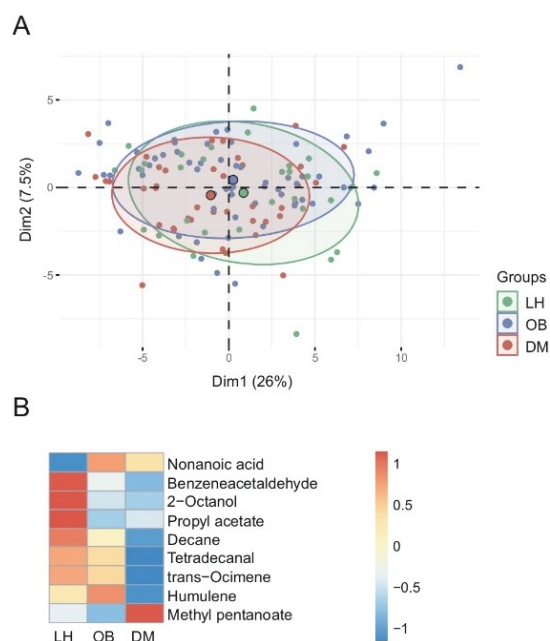 A
5
0
-5
Dim2 (7.5%)
-5
0
5
10
Dim1 (26%)
Groups
LH
OB
DM
B
Nonanoic acid
Benzeneacetaldehyde
2−Octanol
Propyl acetate
Decane
Tetradecanal
trans−Ocimene
Humulene
Methyl pentanoate
LH OB DM
1
0.5
0
−0.5
−1